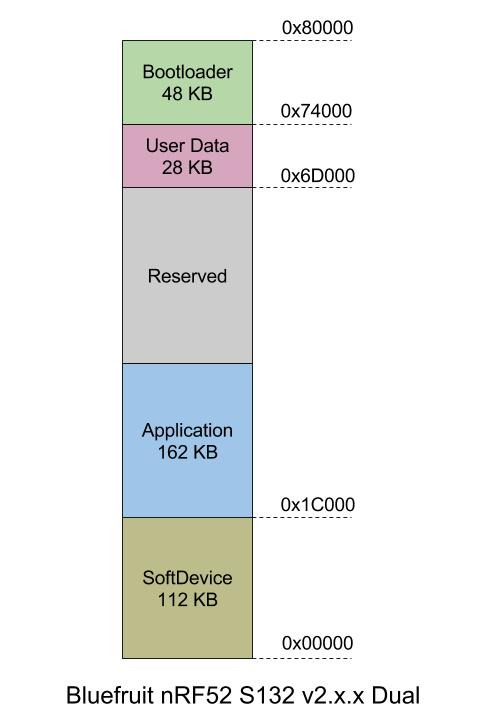 0x80000
Bootloader
48 KB
0x74000
User Data
28 KB
0x6D000
Reserved
Application
162 KB
0x1C000
SoftDevice
112 KB
0x00000
Bluefruit nRF52 S132 v2.x.x Dual